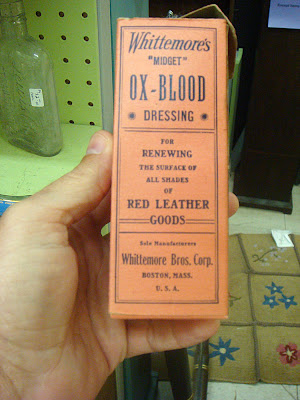 Whittemore's
"MIDGET"
OX-BLOOD
DRESSING
FOR
RENEWING
THE SURFACE OF
ALL SHADES
OF
RED LEATHER
GOODS
Sole Manufacturers
Whittemore Bros. Corp.
BOSTON, MASS.
U. S. A.